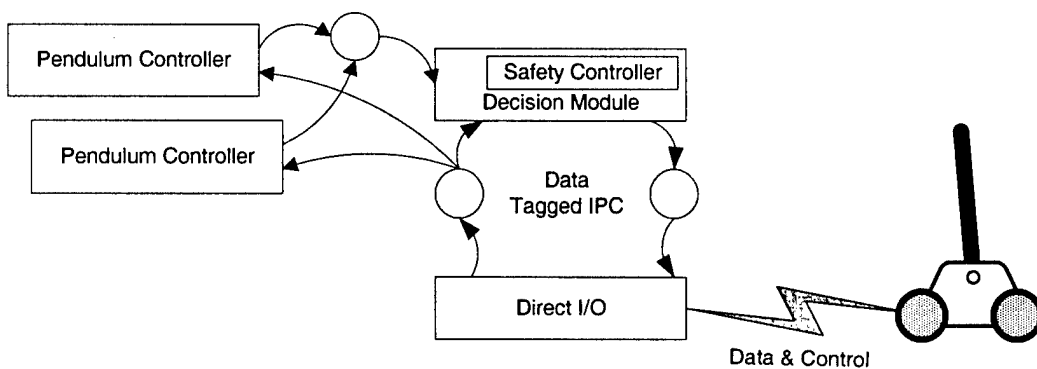 Pendulum Controller
Safety Controller
Decision Module
Pendulum Controller
Data
Tagged IPC
Direct I/O
Data & Control